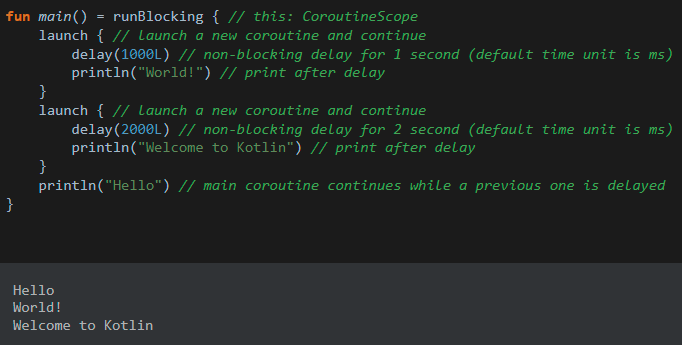 fun main() = runBlocking { // this: CoroutineScope
    launch { // launch a new coroutine and continue
        delay(1000L) // non-blocking delay for 1 second (default time unit is ms)
        println("World!") // print after delay
    }
    launch { // launch a new coroutine and continue
        delay(2000L) // non-blocking delay for 2 second (default time unit is ms)
        println("Welcome to Kotlin") // print after delay
    }
    println("Hello") // main coroutine continues while a previous one is delayed
}
Hello
World!
Welcome to Kotlin